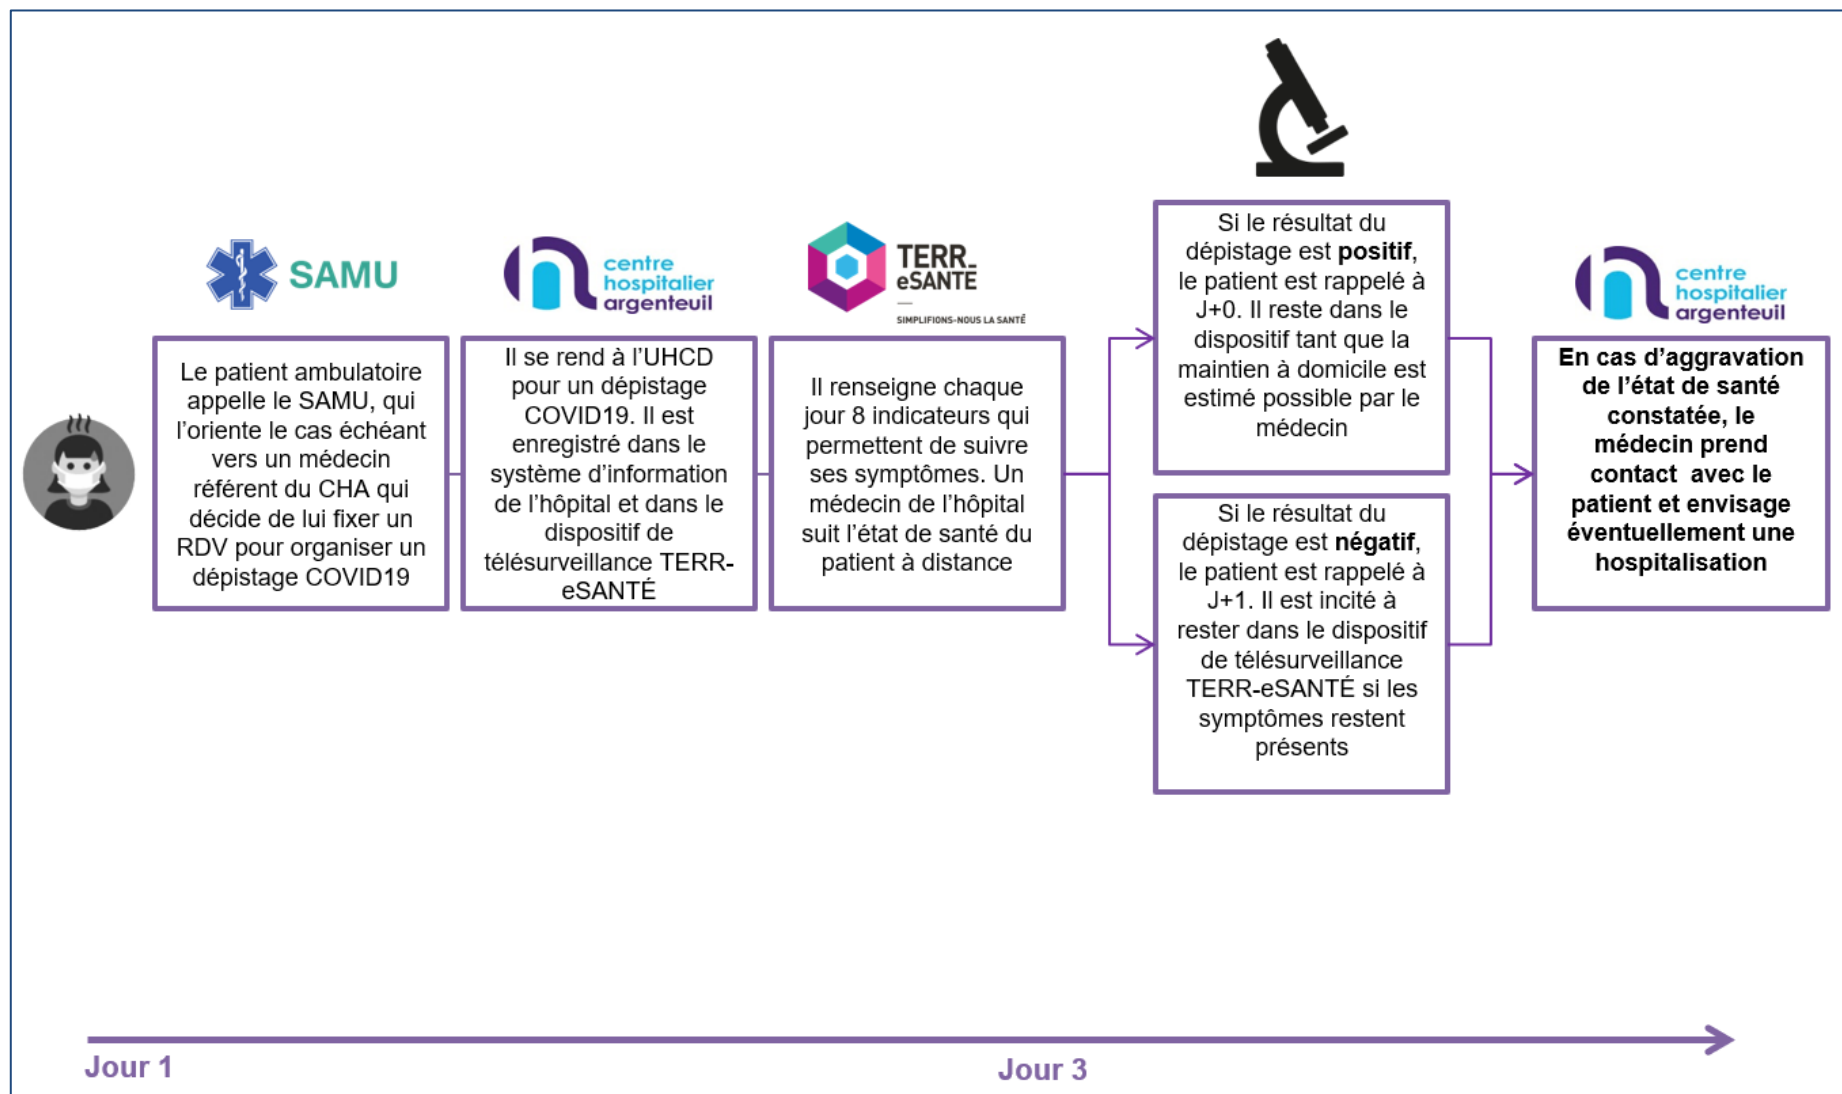 SAMU
Le patient ambulatoire
appelle le SAMU, qui
l'oriente le cas échéant
vers un médecin
référent du CHA qui
décide de lui fixer un
RDV pour organiser un
dépistage COVID19
centre
hospitalier
argenteuil
Il se rend à l'UHCD
pour un dépistage
COVID19. Il est
enregistré dans le
système d'information
de l'hôpital et dans le
dispositif de
télésurveillance TERR-
eSANTÉ
TERR_
eSANTÉ
SIMPLIFIONS-NOUS LA SANTÉ
Il renseigne chaque
jour 8 indicateurs qui
permettent de suivre
ses symptômes. Un
médecin de l'hôpital
suit l'état de santé du
patient à distance
Si le résultat du
dépistage est positif,
le patient est rappelé à
J+0. Il reste dans le
dispositif tant que la
maintien à domicile est
estimé possible par le
médecin
Si le résultat du
dépistage est négatif,
le patient est rappelé à
J+1. Il est incité à
rester dans le dispositif
de télésurveillance
TERR-eSANTÉ si les
symptômes restent
présents
centre
hospitalier
argenteuil
En cas d'aggravation
de l'état de santé
constatée, le
médecin prend
contact  avec le
patient et envisage
éventuellement une
hospitalisation
Jour 1
Jour 3